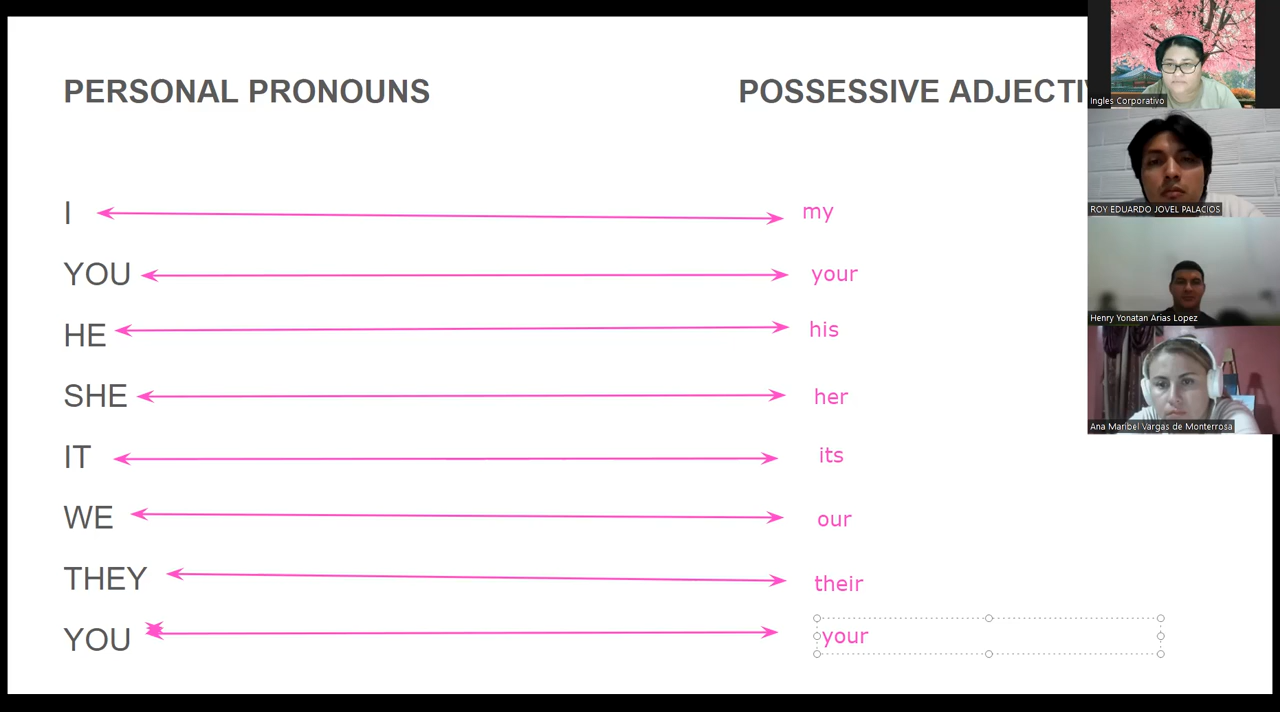 PERSONAL PRONOUNS
POSSESSIVE ADJECTIV
I my
YOU your
HE his
SHE her
IT its
WE our
THEY their
YOU your
Ingles Corporativo
ROY EDUARDO JOVEL PALACIOS
Henry Yonatan Arias Lopez
Ana Maribel Vargas de Monterrosa